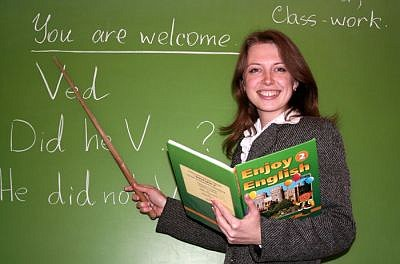 Class-work.
You are welcome.
Ved
Did he V . ?
He did not V
Enjoy 2
English